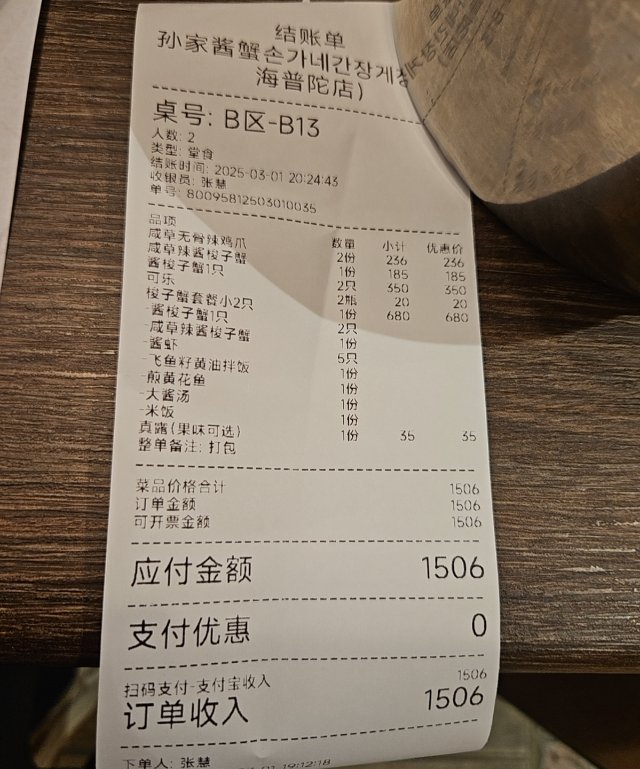 结账单
孙家酱蟹손가네간장게장
海普陀店)
桌号: B区-B13
人数: 2
类型: 堂食
结账时间: 2025-03-01 20:24:43
收银员: 张慧
单号: 800958125030100​35
品项 数量 小计 优惠价
咸草无骨辣鸡爪 2份 236 236
咸草辣酱梭子蟹 1份 185 185
酱梭子蟹1只 2只 350 350
可乐 2瓶 20 20
梭子蟹套餐小2只 1份 680 680
-酱梭子蟹1只 2只
-咸草辣酱梭子蟹 1份
-酱虾 5只
-飞鱼籽黄油拌饭 1份
-煎黄花鱼 1份
-大酱汤 1份
-米饭 1份
真露(果味可选) 1份 35 35
整单备注: 打包
菜品价格合计 1506
订单金额 1506
可开票金额 1506
应付金额 1506
支付优惠 0
扫码支付-支付宝收入 1506
订单收入 1506
下单人: 张慧
01 19:12:18